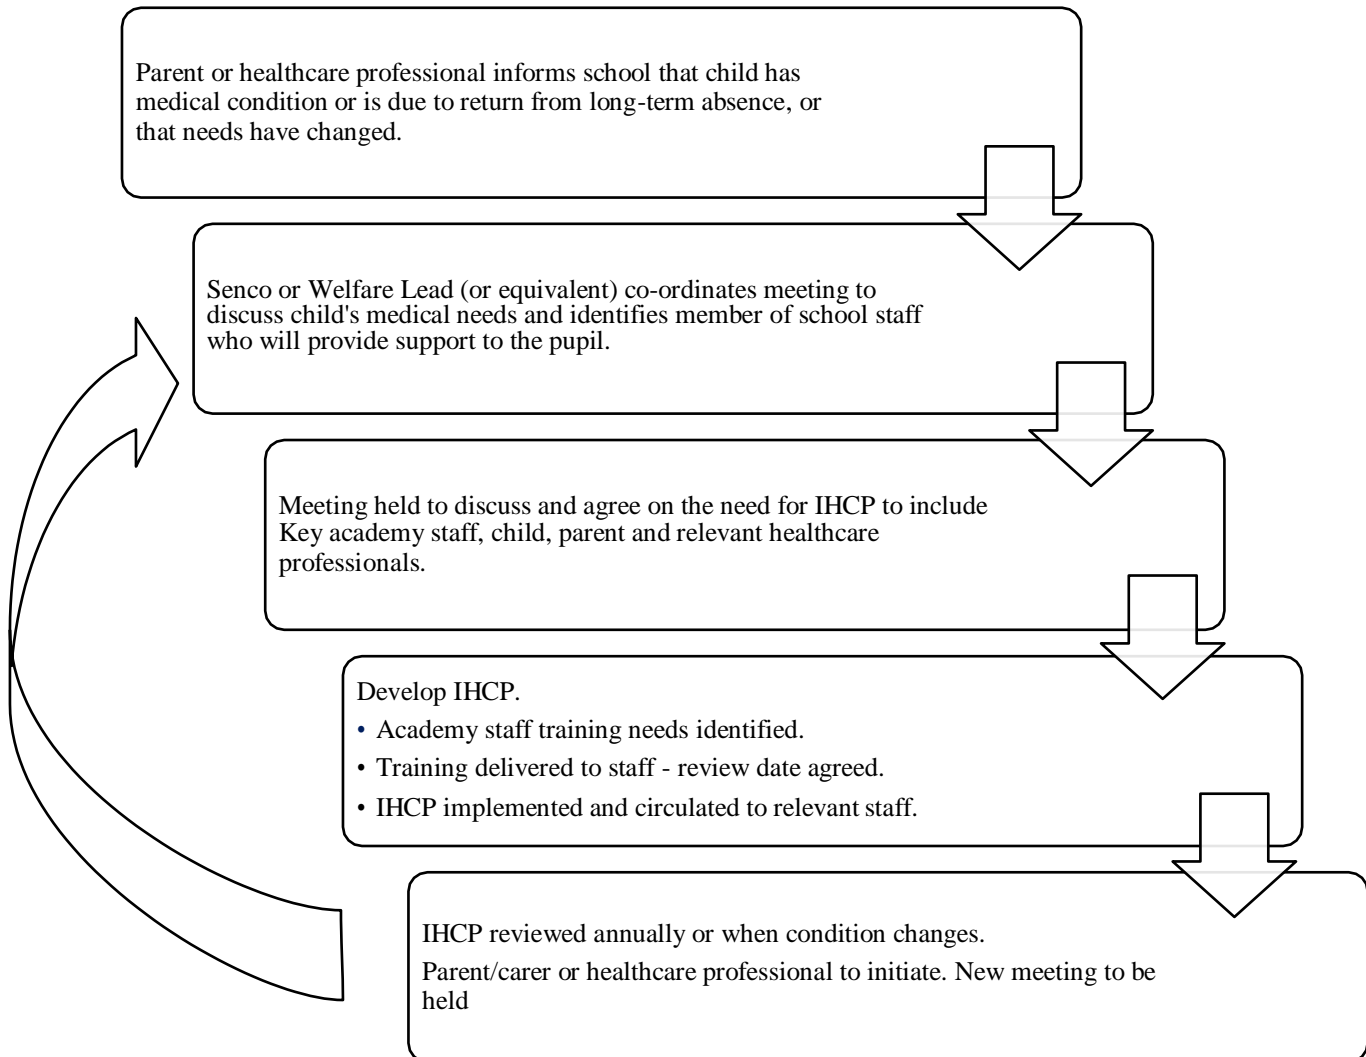 Parent or healthcare professional informs school that child has
medical condition or is due to return from long-term absence, or
that needs have changed.
Senco or Welfare Lead (or equivalent) co-ordinates meeting to
discuss child's medical needs and identifies member of school staff
who will provide support to the pupil.
Meeting held to discuss and agree on the need for IHCP to include
Key academy staff, child, parent and relevant healthcare
professionals.
Develop IHCP.
• Academy staff training needs identified.
• Training delivered to staff - review date agreed.
• IHCP implemented and circulated to relevant staff.
IHCP reviewed annually or when condition changes.
Parent/carer or healthcare professional to initiate. New meeting to be
held